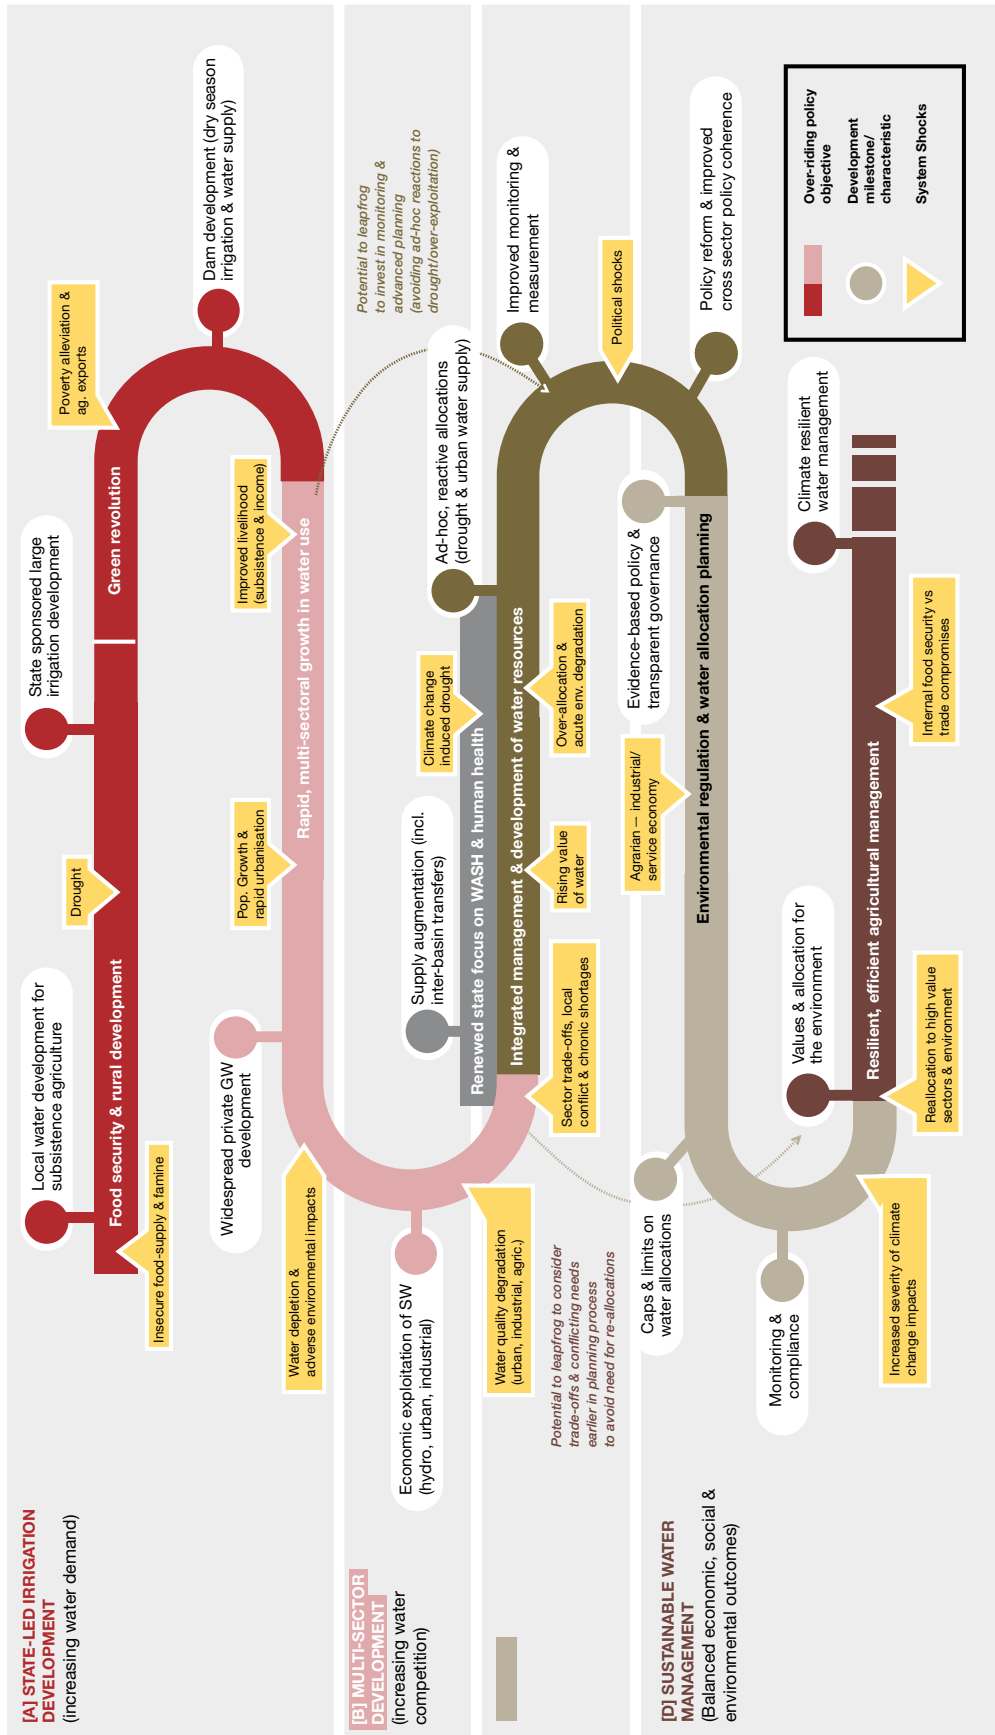 [A] STATE-LED IRRIGATION
DEVELOPMENT
(increasing water demand)
Local water development for
subsistence agriculture
State sponsored large
irrigation development
Drought
Poverty alleviation &
ag. exports
Food security & rural development
Green revolution
Insecure food-supply & famine
Dam development (dry season
irrigation & water supply)
Widespread private GW
development
Pop. Growth &
rapid urbanisation
Improved livelihood
(subsistence & income)
Rapid, multi-sectoral growth in water use
Water depletion &
adverse environmental impacts
[B] MULTI-SECTOR
DEVELOPMENT
(increasing water
competition)
Economic exploitation of SW
(hydro, urban, industrial)
Supply augmentation (incl.
inter-basin transfers)
Climate change
induced drought
Ad-hoc, reactive allocations
(drought & urban water supply)
Potential to leapfrog
to invest in monitoring &
advanced planning
(avoiding ad-hoc reactions to
drought/over-exploitation)
Renewed state focus on WASH & human health
Integrated management & development of water resources
Improved monitoring &
measurement
Water quality degradation
(urban, industrial, agric.)
Sector trade-offs, local
conflict & chronic shortages
Rising value
of water
Over-allocation &
acute env. degradation
Political shocks
Potential to leapfrog to consider
trade-offs & conflicting needs
earlier in planning process
to avoid need for re-allocations
[D] SUSTAINABLE WATER
MANAGEMENT
(Balanced economic, social &
environmental outcomes)
Caps & limits on
water allocations
Agrarian – industrial/
service economy
Evidence-based policy &
transparent governance
Policy reform & improved
cross sector policy coherence
Environmental regulation & water allocation planning
Monitoring &
compliance
Values & allocation for
the environment
Climate resilient
water management
Resilient, efficient agricultural management
Increased severity of climate
change impacts
Reallocation to high value
sectors & environment
Internal food security vs
trade compromises
Over-riding policy
objective
Development
milestone/
characteristic
System Shocks